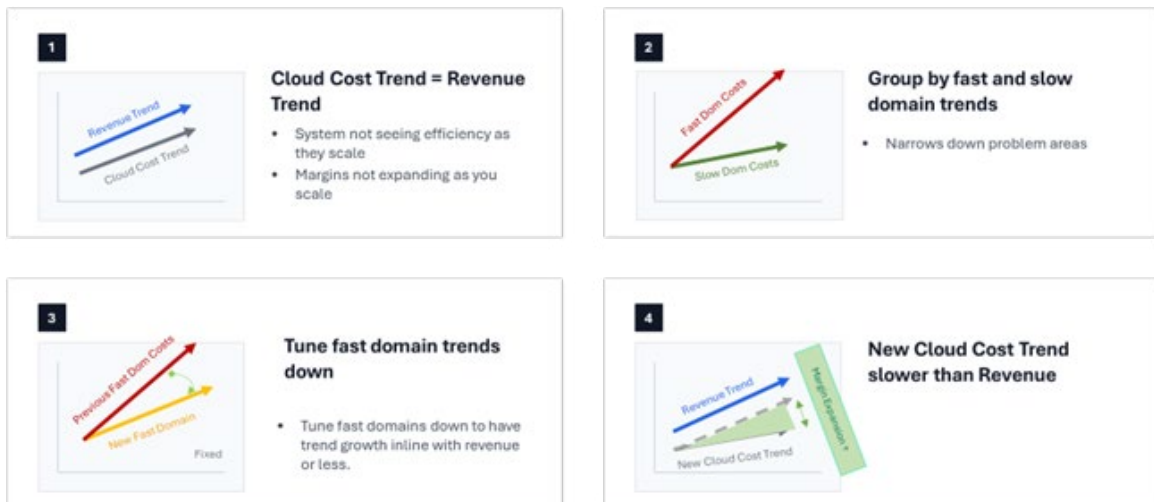 1
Cloud Cost Trend = Revenue
Trend
Revenue Trend
Cloud Cost Trend
• System not seeing efficiency as
they scale
• Margins not expanding as you
scale
2
Group by fast and slow
domain trends
Fast Dom Costs
Slow Dom Costs
• Narrows down problem areas
3
Tune fast domain trends
down
Previous Fast Dom Costs
New Fast Domain
Fixed
• Tune fast domains down to have
trend growth inline with revenue
or less.
4
New Cloud Cost Trend
slower than Revenue
Revenue Trend
New Cloud Cost Trend
Margin Expansion +